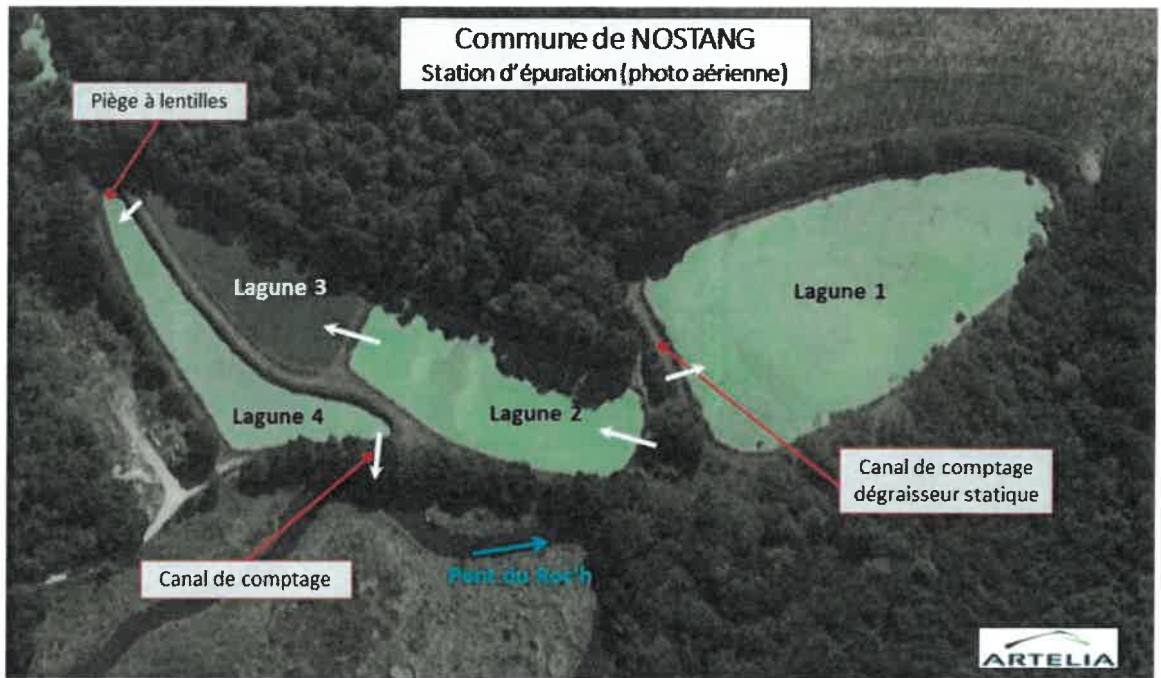 Commune de NOSTANG
Station d'épuration (photo aérienne)
Piège à lentilles
Lagune 3
Lagune 1
Lagune 4
Lagune 2
Canal de comptage
dégraisseur statique
Canal de comptage
Pont du Roc'h
ARTELIA